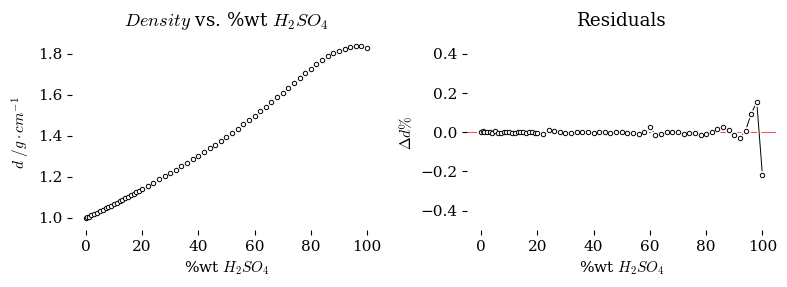 Density vs. %wt H₂SO₄
d / g · cm⁻¹
1.8
1.6
1.4
1.2
1.0
0 20 40 60 80 100
%wt H₂SO₄
Residuals
Δd%
0.4
0.2
0.0
−0.2
−0.4
0 20 40 60 80 100
%wt H₂SO₄